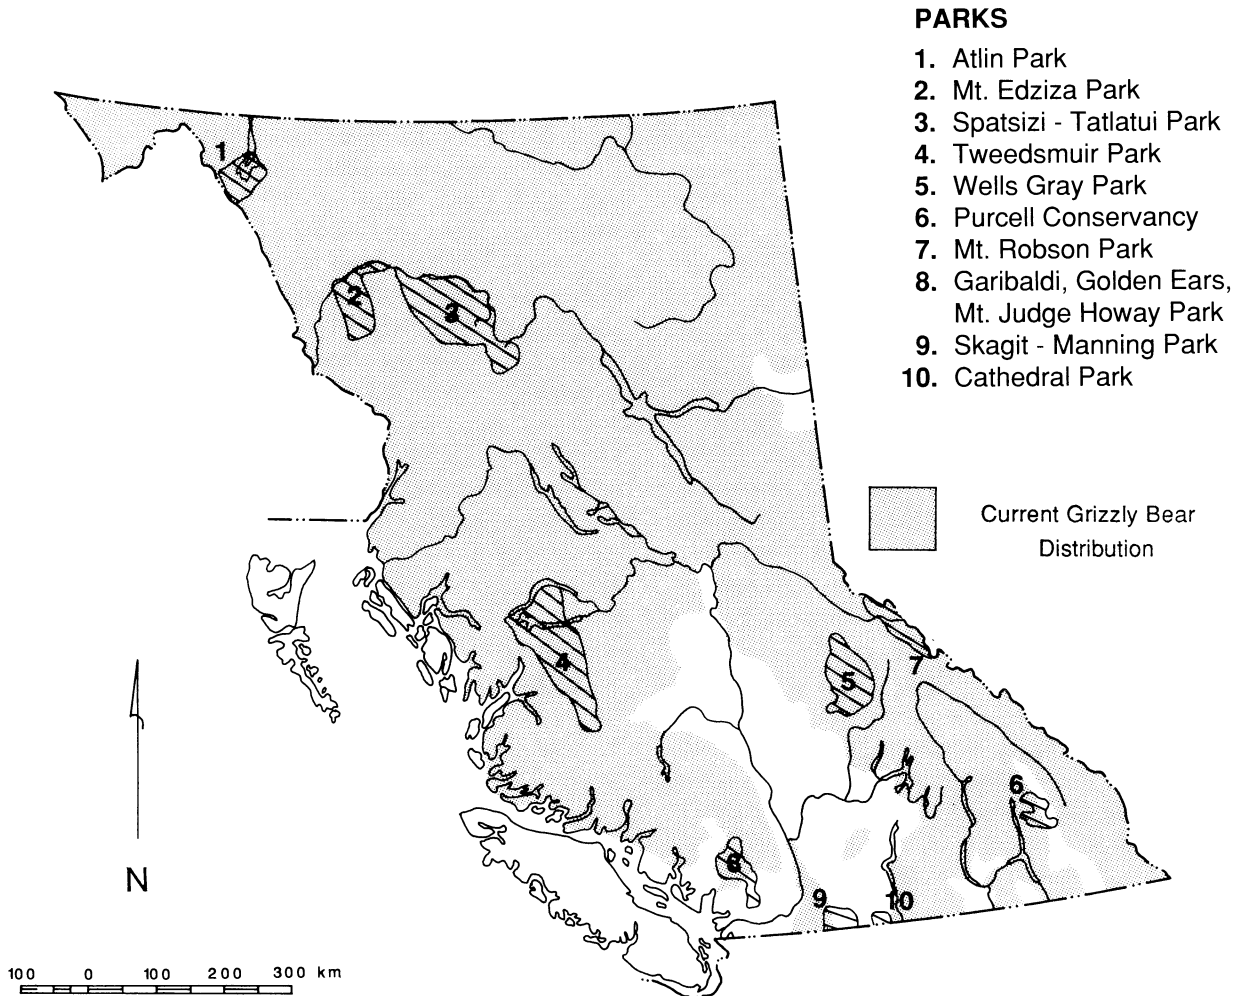 PARKS
1. Atlin Park
2. Mt. Edziza Park
3. Spatsizi - Tatlatui Park
4. Tweedsmuir Park
5. Wells Gray Park
6. Purcell Conservancy
7. Mt. Robson Park
8. Garibaldi, Golden Ears,
Mt. Judge Howay Park
9. Skagit - Manning Park
10. Cathedral Park
1
2
3
Current Grizzly Bear
Distribution
4
5
7
6
8
9
10
N
100 0 100 200 300 km